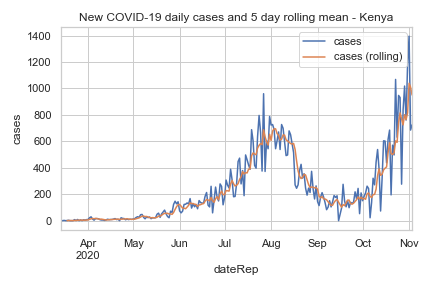 New COVID-19 daily cases and 5 day rolling mean - Kenya
cases
cases (rolling)
1400
1200
1000
800
600
400
200
0
cases
Apr
May
Jun
Jul
Aug
Sep
Oct
Nov
2020
dateRep